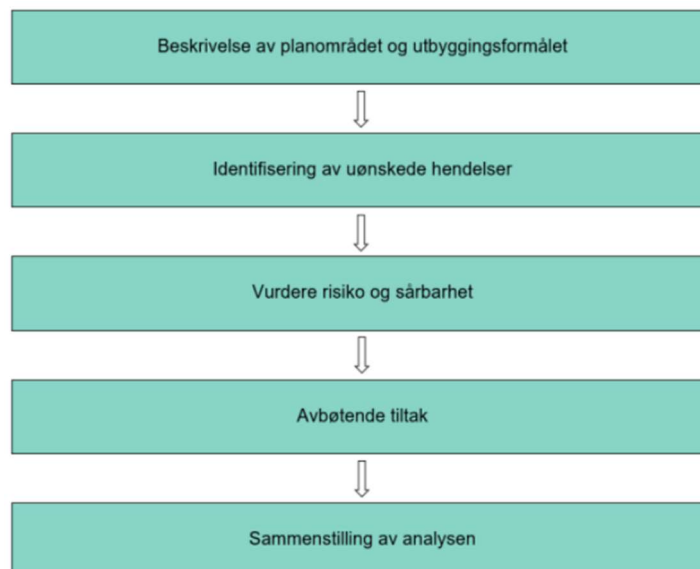 Beskrivelse av planområdet og utbyggingsformålet
Identifisering av uønskede hendelser
Vurdere risiko og sårbarhet
Avbøtende tiltak
Sammenstilling av analysen